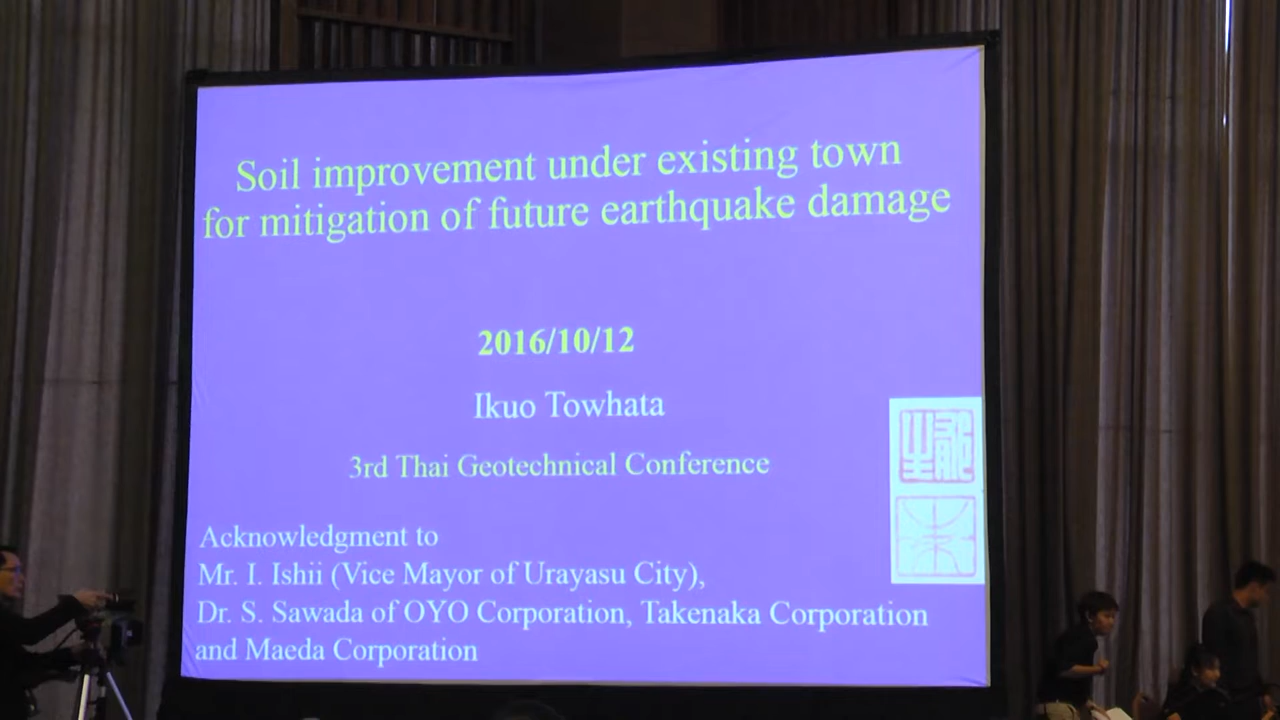 Soil improvement under existing town
for mitigation of future earthquake damage
2016/10/12
Ikuo Towhata
3rd Thai Geotechnical Conference
Acknowledgment to
Mr. I. Ishii (Vice Mayor of Urayasu City),
Dr. S. Sawada of OYO Corporation, Takenaka Corporation
and Maeda Corporation